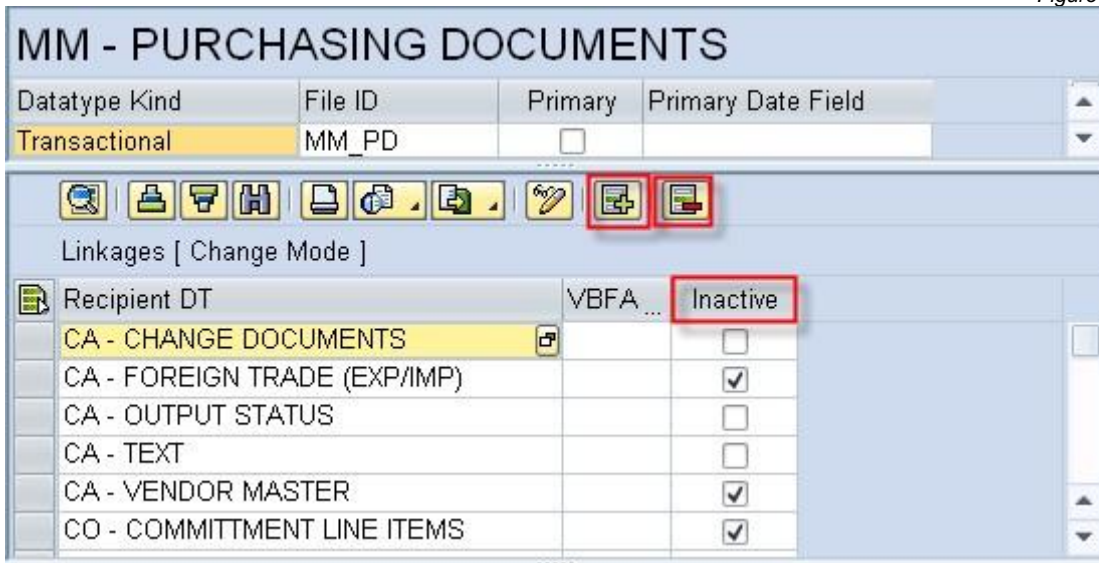 Figure
MM - PURCHASING DOCUMENTS
Datatype Kind File ID Primary Primary Date Field
Transactional MM_PD
Linkages [ Change Mode ]
Recipient DT VBFA ... Inactive
CA - CHANGE DOCUMENTS
CA - FOREIGN TRADE (EXP/IMP)
CA - OUTPUT STATUS
CA - TEXT
CA - VENDOR MASTER
CO - COMMITTMENT LINE ITEMS